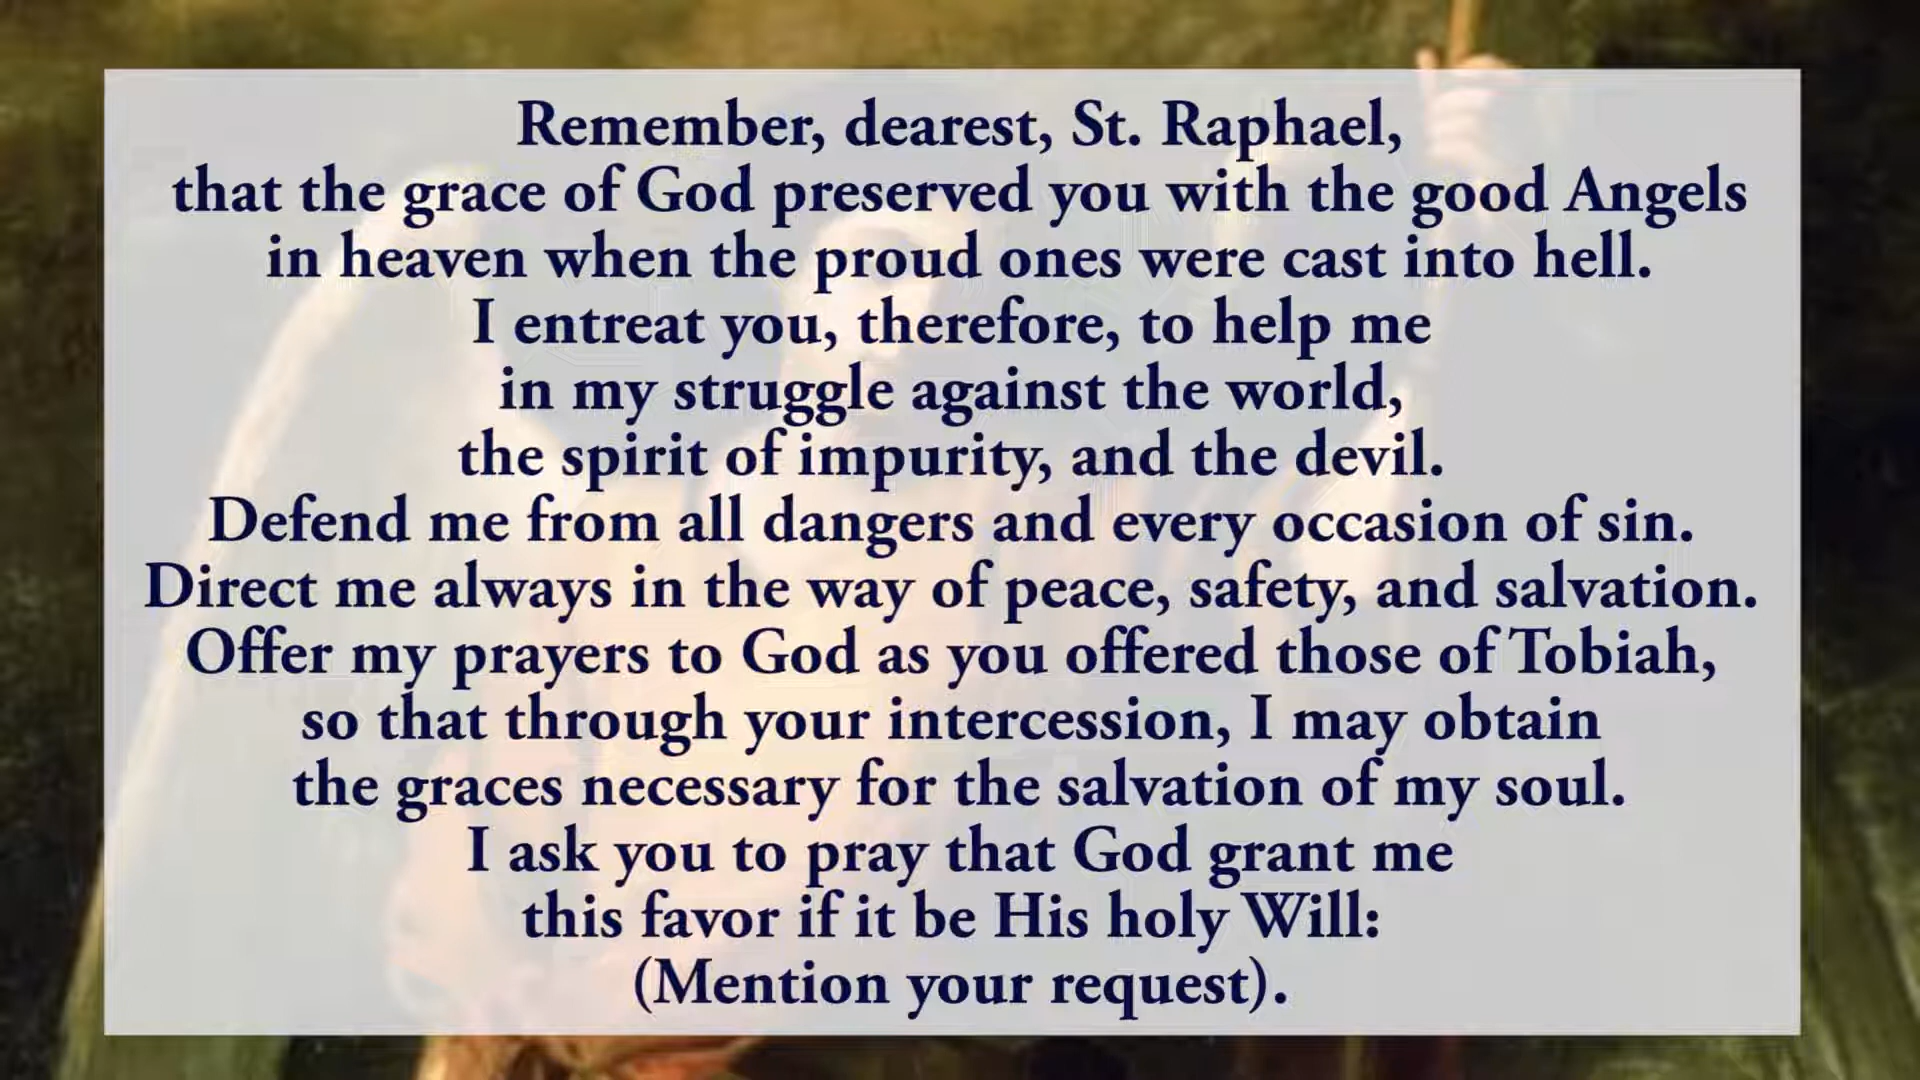 Remember, dearest, St. Raphael,
that the grace of God preserved you with the good Angels
in heaven when the proud ones were cast into hell.
I entreat you, therefore, to help me
in my struggle against the world,
the spirit of impurity, and the devil.
Defend me from all dangers and every occasion of sin.
Direct me always in the way of peace, safety, and salvation.
Offer my prayers to God as you offered those of Tobiah,
so that through your intercession, I may obtain
the graces necessary for the salvation of my soul.
I ask you to pray that God grant me
this favor if it be His holy Will:
(Mention your request).